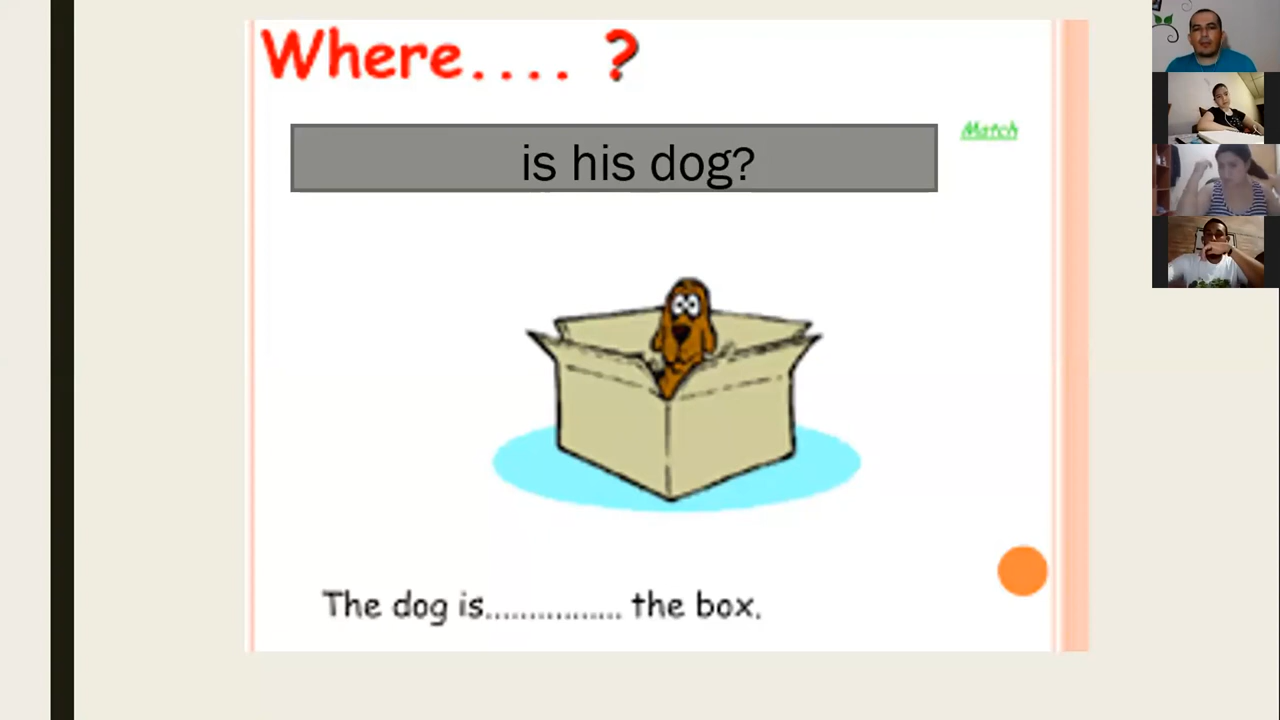 Where.... ?
Match
is his dog?
The dog is............... the box.